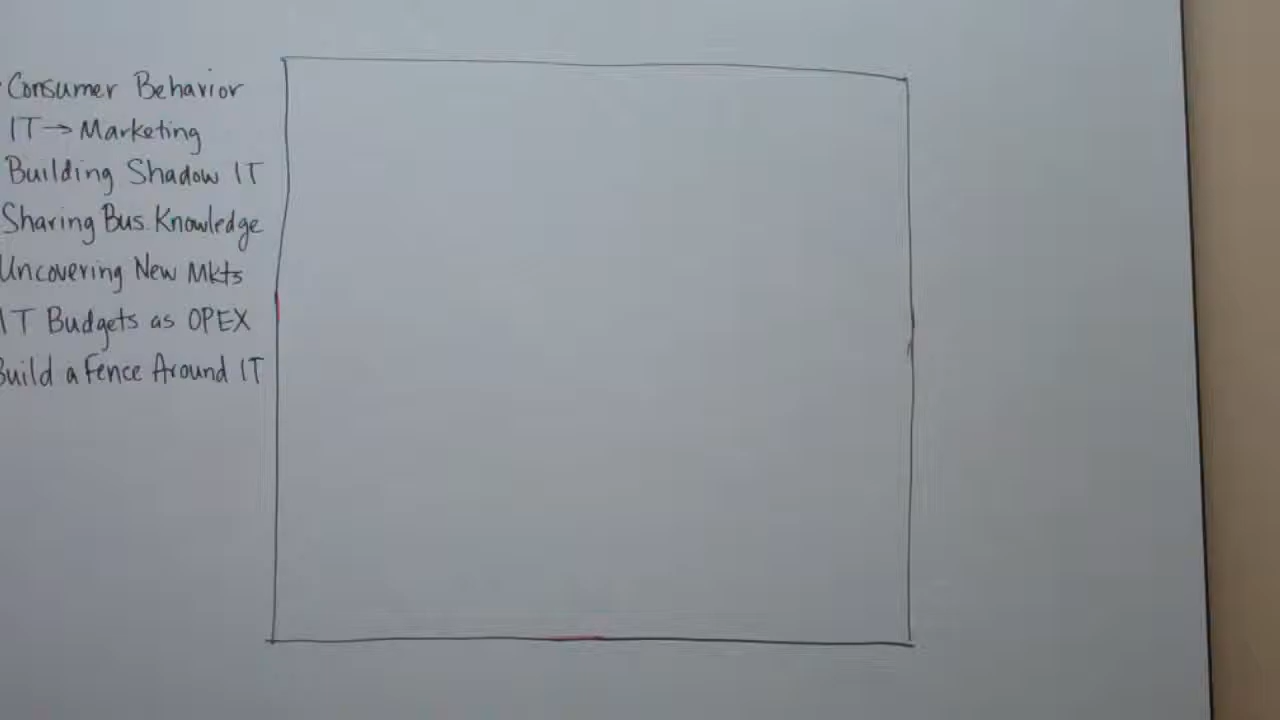 Consumer Behavior
IT → Marketing
Building Shadow IT
Sharing Bus. Knowledge
Uncovering New Mkts
IT Budgets as OPEX
Build a Fence Around IT